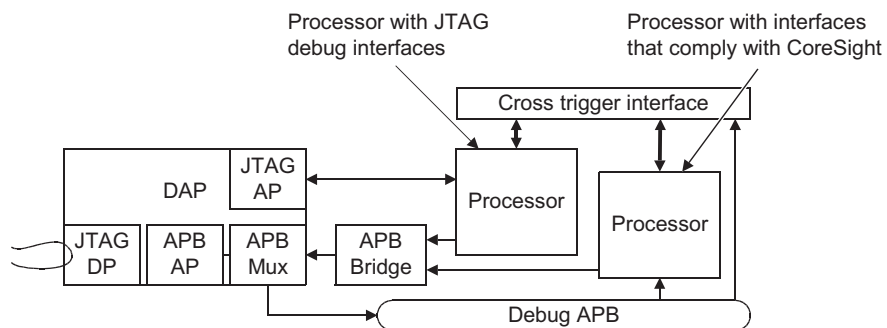 Processor with JTAG
debug interfaces
Processor with interfaces
that comply with CoreSight
Cross trigger interface
JTAG
AP
DAP
Processor
Processor
JTAG
DP
APB
AP
APB
Mux
APB
Bridge
Debug APB